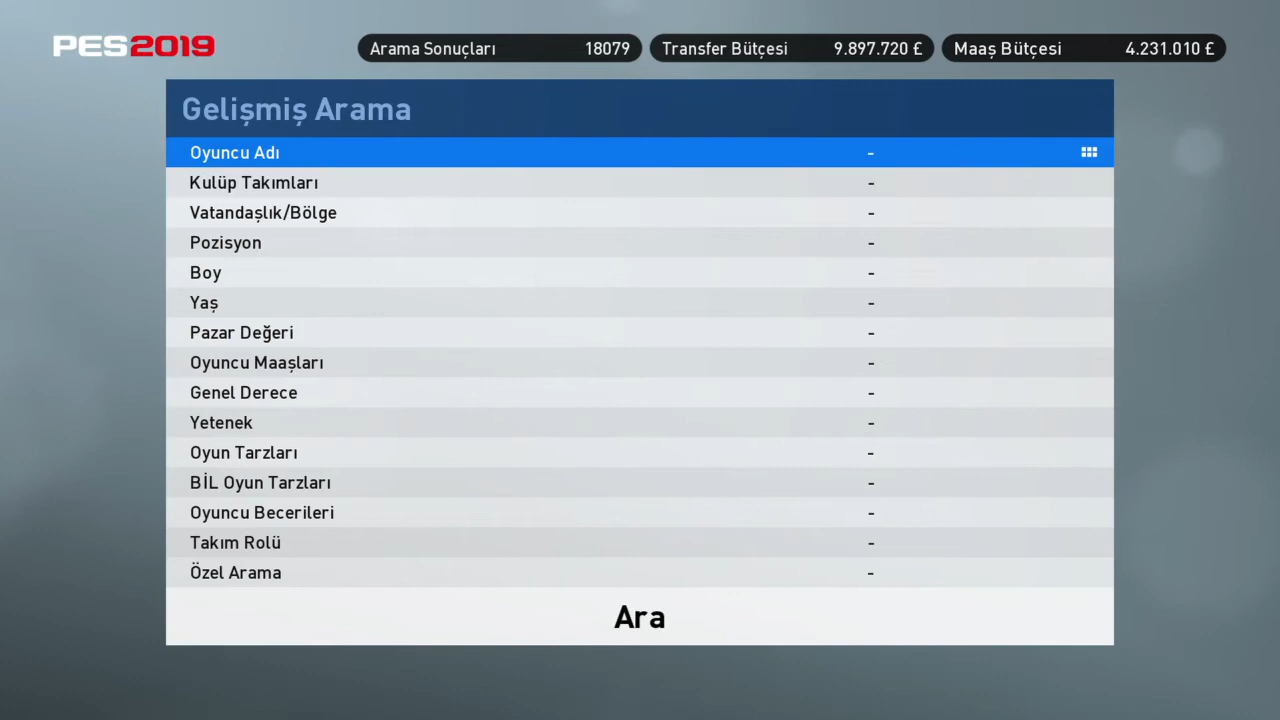 PES2019
Arama Sonuçları 18079
Transfer Bütçesi 9.897.720 £
Maaş Bütçesi 4.231.010 £
Gelişmiş Arama
Oyuncu Adı -
Kulüp Takımları -
Vatandaşlık/Bölge -
Pozisyon -
Boy -
Yaş -
Pazar Değeri -
Oyuncu Maaşları -
Genel Derece -
Yetenek -
Oyun Tarzları -
BİL Oyun Tarzları -
Oyuncu Becerileri -
Takım Rolü -
Özel Arama -
Ara